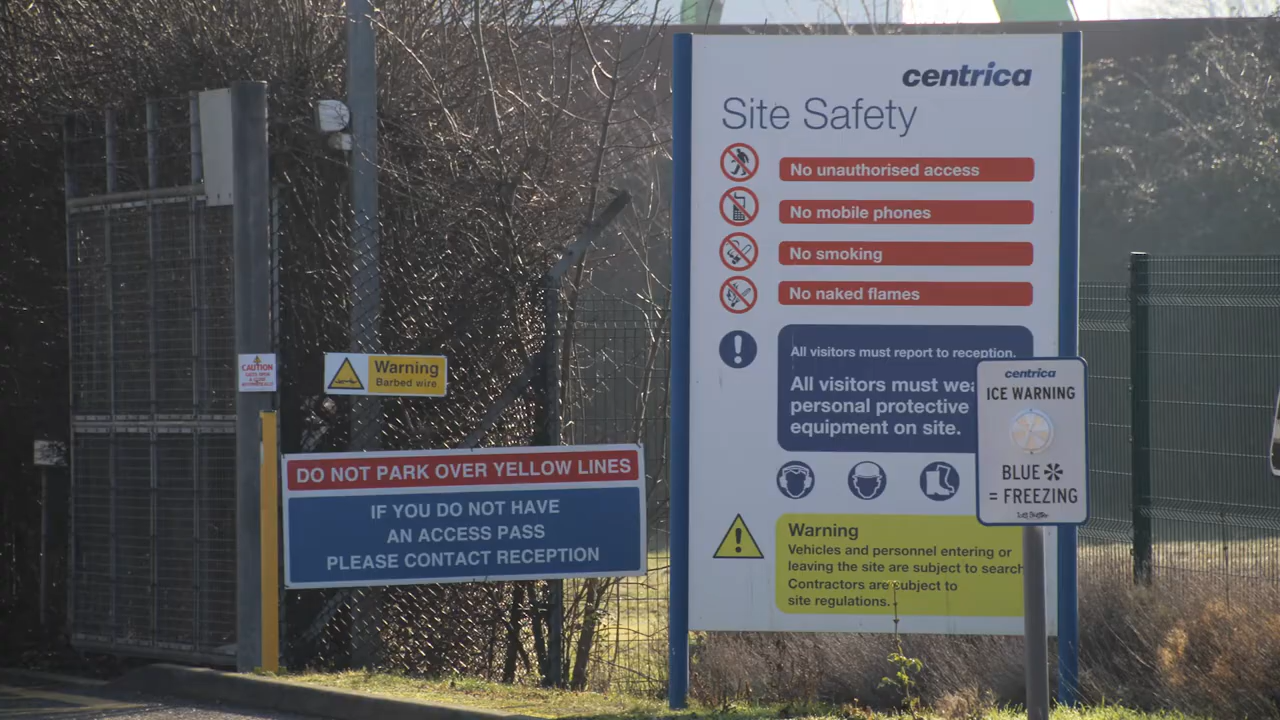 centrica
Site Safety
No unauthorised access
No mobile phones
No smoking
No naked flames
All visitors must report to reception.
All visitors must wea
personal protective
equipment on site.
Warning
Vehicles and personnel entering or
leaving the site are subject to search
Contractors are subject to
site regulations.
centrica
ICE WARNING
BLUE
= FREEZING
CAUTION
Warning
Barbed wire
DO NOT PARK OVER YELLOW LINES
IF YOU DO NOT HAVE
AN ACCESS PASS
PLEASE CONTACT RECEPTION